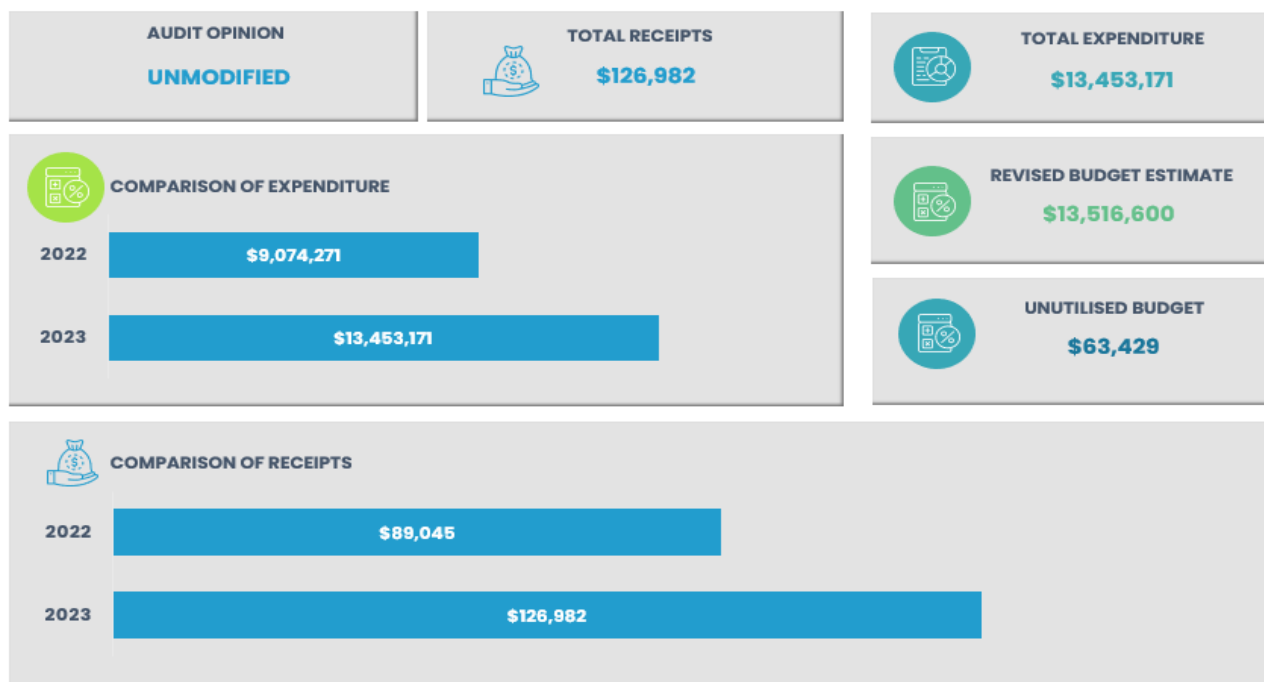 AUDIT OPINION
UNMODIFIED
TOTAL RECEIPTS
$126,982
TOTAL EXPENDITURE
$13,453,171
COMPARISON OF EXPENDITURE
2022
$9,074,271
2023
$13,453,171
REVISED BUDGET ESTIMATE
$13,516,600
UNUTILISED BUDGET
$63,429
COMPARISON OF RECEIPTS
2022
$89,045
2023
$126,982